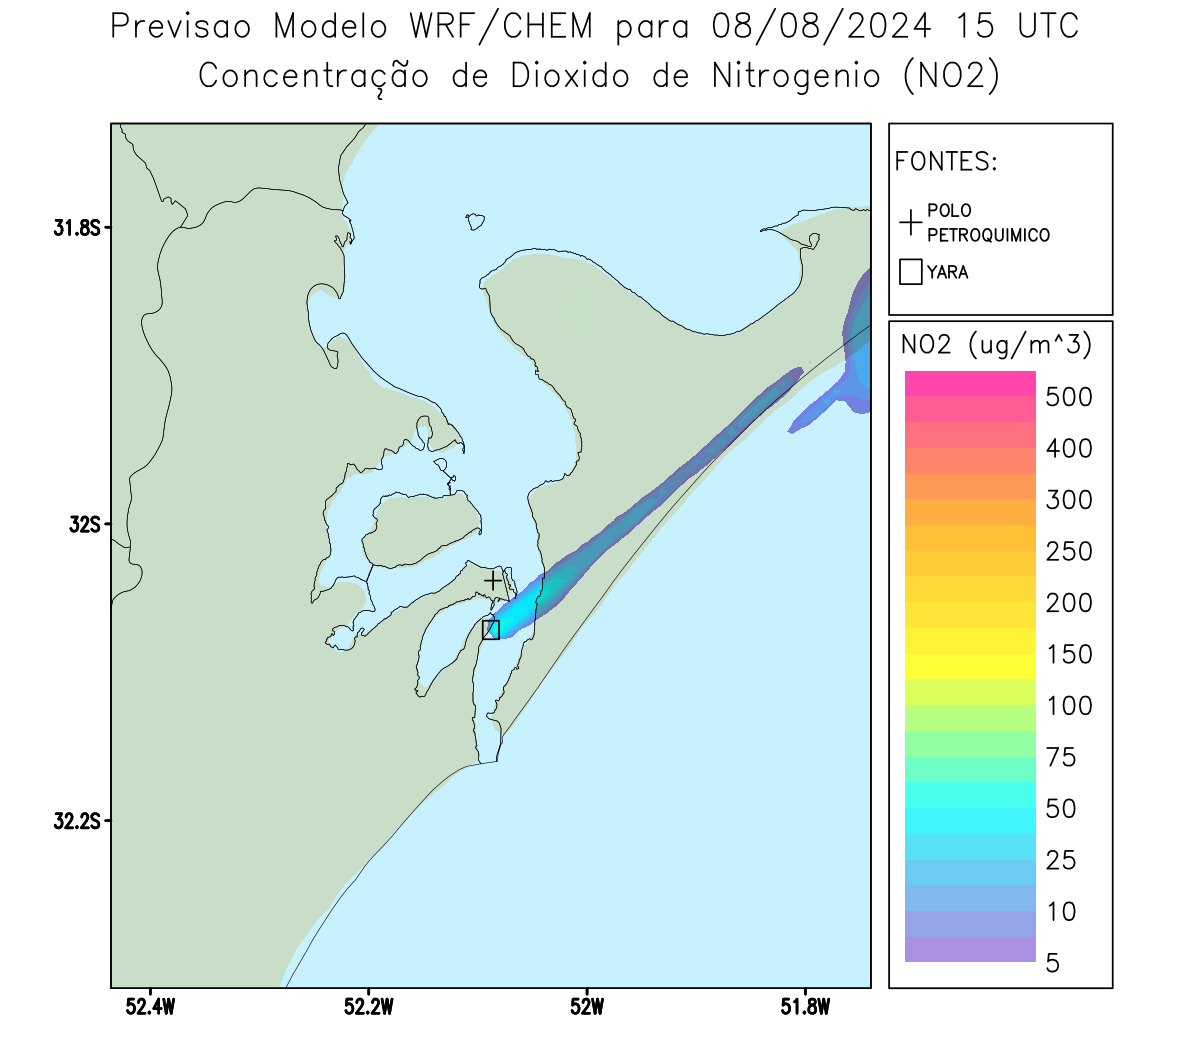 Previsao Modelo WRF/CHEM para 08/08/2024 15 UTC
Concentração de Dioxido de Nitrogenio (NO2)
FONTES:
POLO
PETROQUIMICO
YARA
NO2 (ug/m^3)
500
400
300
250
200
150
100
75
50
25
10
5
31.8S
32S
32.2S
52.4W
52.2W
52W
51.8W